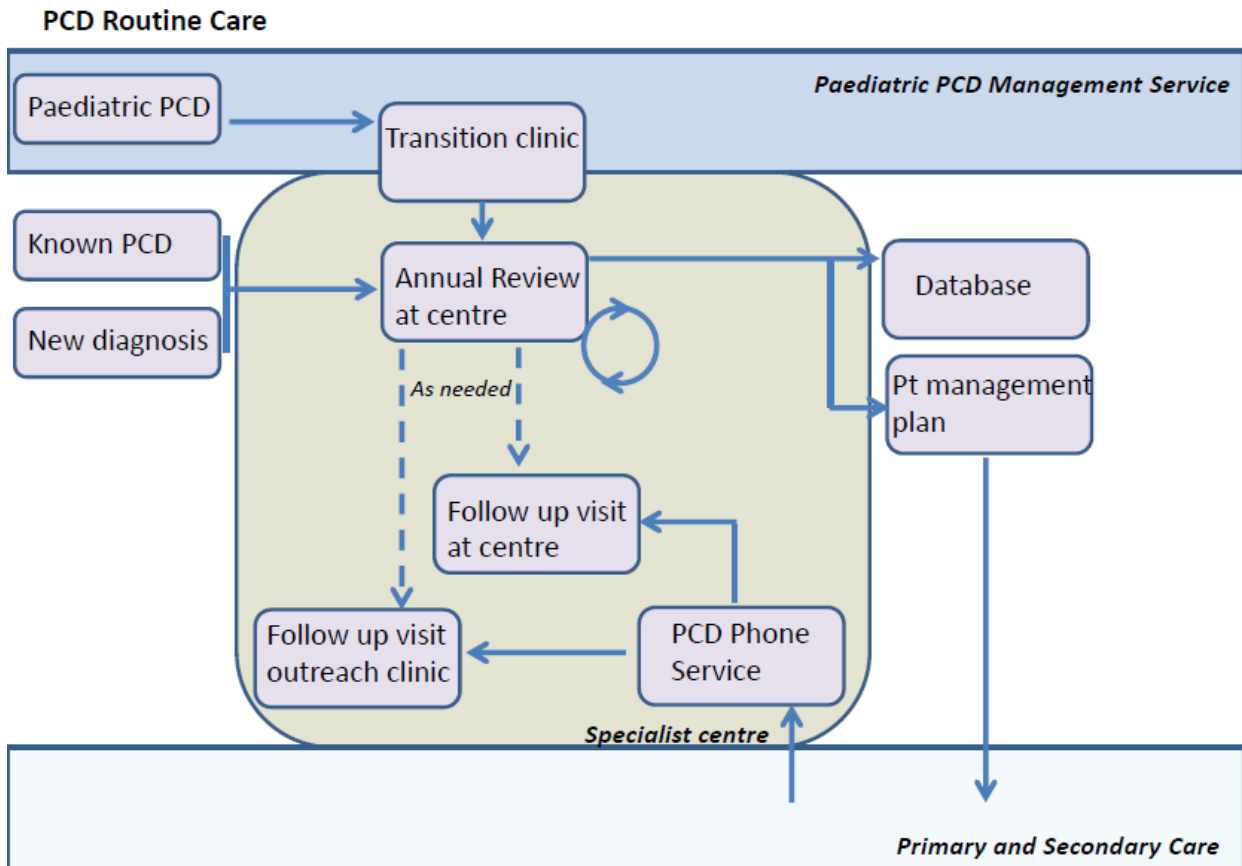 PCD Routine Care
Paediatric PCD Management Service
Paediatric PCD
Transition clinic
Known PCD
New diagnosis
Annual Review
at centre
Database
As needed
Pt management
plan
Follow up visit
at centre
Follow up visit
outreach clinic
PCD Phone
Service
Specialist centre
Primary and Secondary Care